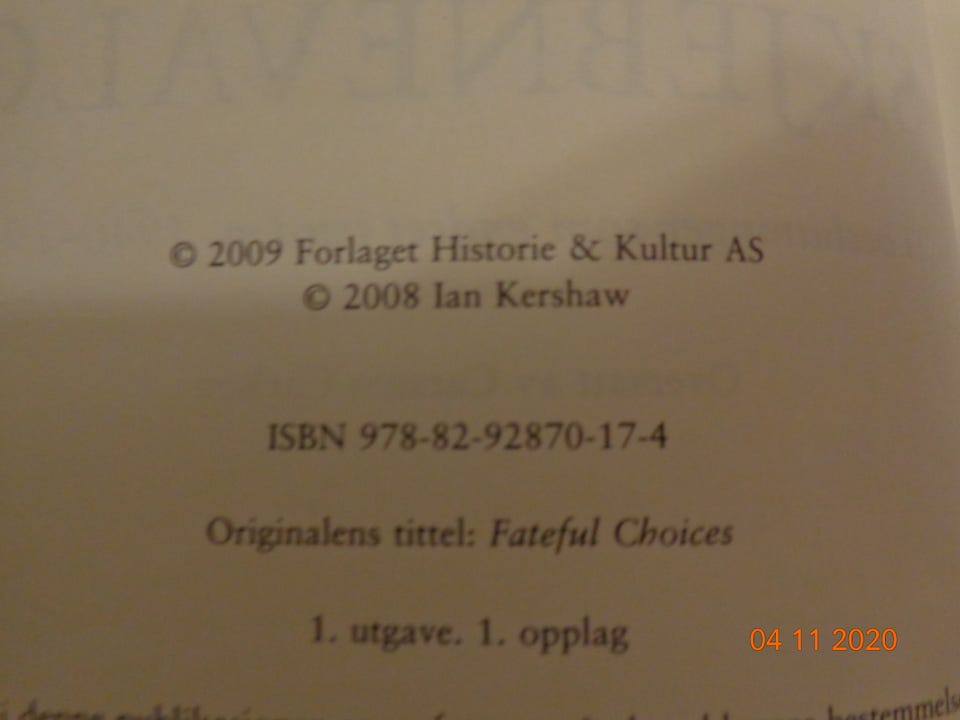 © 2009 Forlaget Historie & Kultur AS
© 2008 Ian Kershaw
ISBN 978-82-92870-17-4
Originalens tittel: Fateful Choices
1. utgave. 1. opplag
04 11 2020